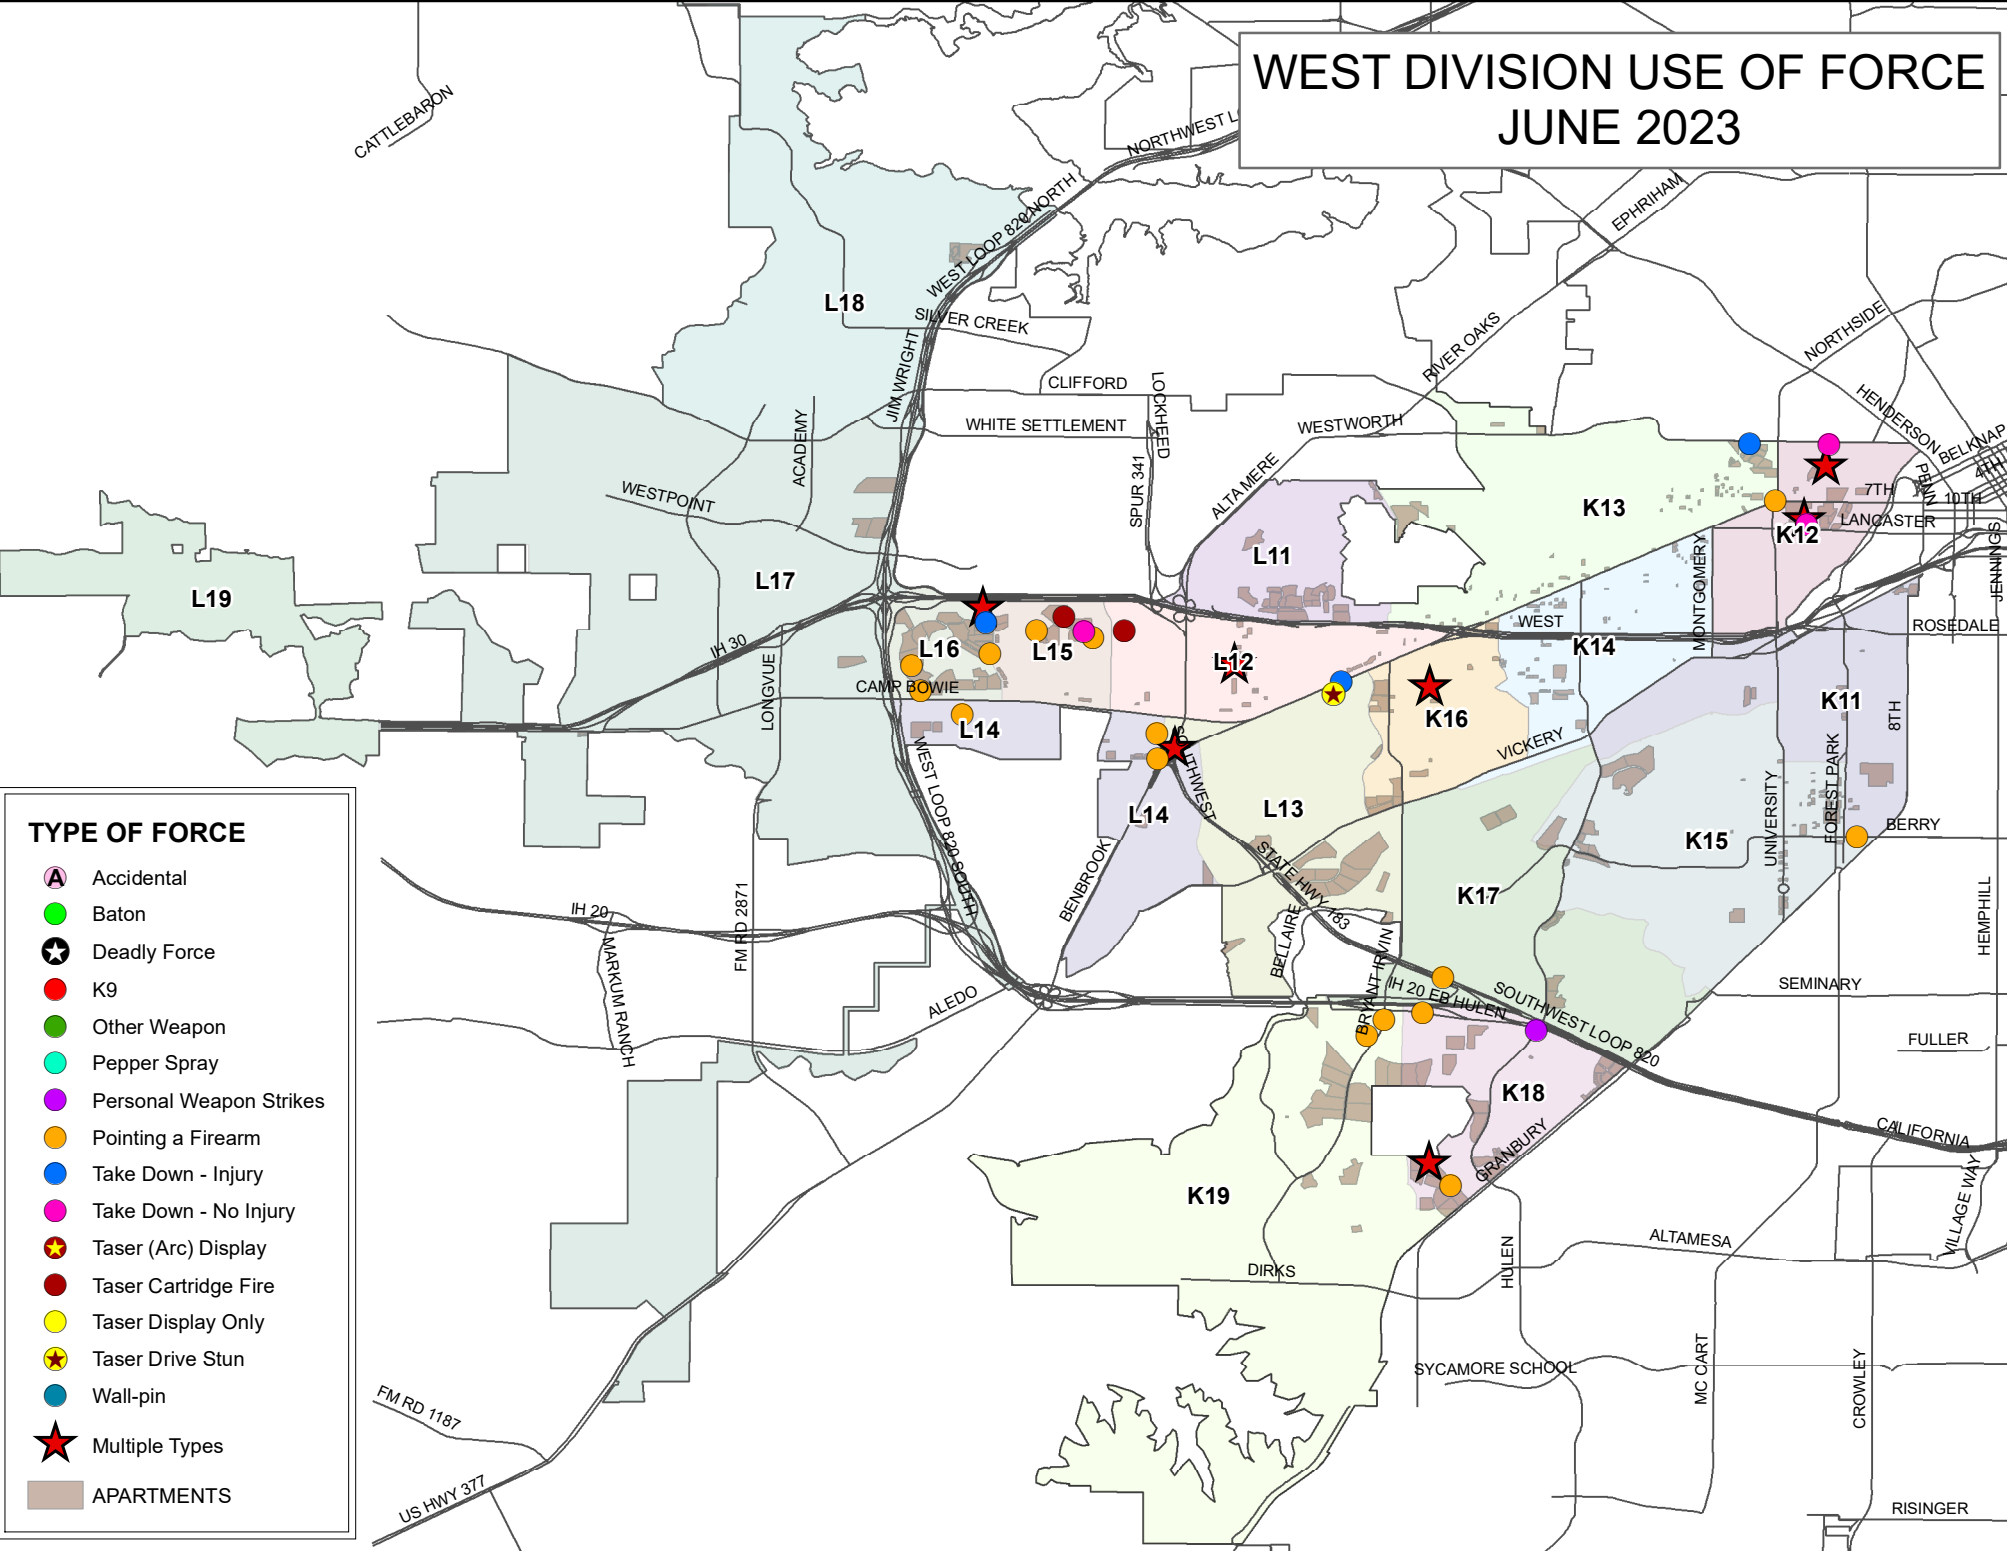 WEST DIVISION USE OF FORCE
JUNE 2023
CATTLEBARON
NORTHWEST L
EPHRIHAM
WEST LOOP 820 NORTH
L18
SILVER CREEK
RIVER OAKS
NORTHSIDE
JIM WRIGHT
CLIFFORD
LOCKHEED
HENDERSON
WHITE SETTLEMENT
WESTWORTH
BELKNAP
ACADEMY
ALTAMERE
SPUR 341
4TH
PENN
7TH
10TH
WESTPOINT
K13
LANCASTER
K12
L11
MONTGOMERY
JENNINGS
L17
L19
WEST
ROSEDALE
IH 30
L16
L15
L12
K14
LONGVUE
CAMP BOWIE
K11
8TH
K16
L14
SOUTHWEST
VICKERY
WEST LOOP 820 SOUTH
UNIVERSITY
FOREST PARK
L14
L13
BERRY
K15
TYPE OF FORCE
A Accidental
Baton
Deadly Force
K9
Other Weapon
Pepper Spray
Personal Weapon Strikes
Pointing a Firearm
Take Down - Injury
Take Down - No Injury
Taser (Arc) Display
Taser Cartridge Fire
Taser Display Only
Taser Drive Stun
Wall-pin
Multiple Types
APARTMENTS
STATE HWY 183
BENBROOK
K17
IH 20
FM RD 2871
BELLAIRE
HEMPHILL
MARKUM RANCH
BRYANT IRVIN
SEMINARY
IH 20 EB HULEN
ALEDO
SOUTHWEST LOOP 820
FULLER
K18
CALIFORNIA
GRANBURY
K19
VILLAGE WAY
ALTAMESA
HULEN
DIRKS
SYCAMORE SCHOOL
MC CART
CROWLEY
FM RD 1187
US HWY 377
RISINGER